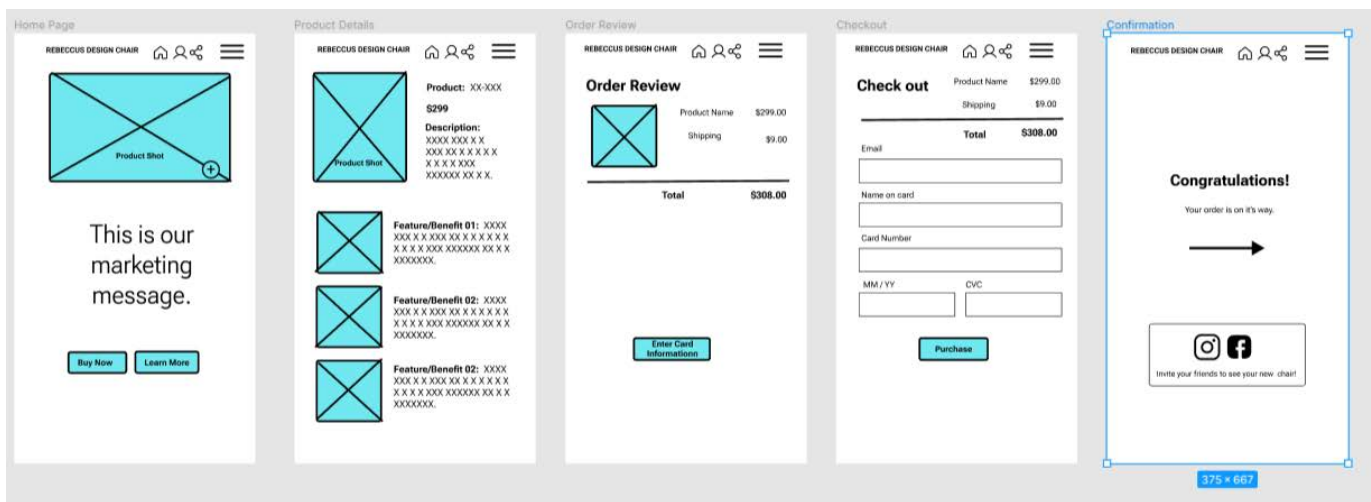 Home Page
REBECCUS DESIGN CHAIR
Product Shot
This is our
marketing
message.
Buy Now
Learn More
Product Details
REBECCUS DESIGN CHAIR
Product Shot
Product: XX-XXX
$299
Description:
XXXX XXX X X
XXX XX X X X X X
X X X X XXX
XXXXXX XX X X.
Feature/Benefit 01: XXXX
XXX X X XXX XX X X X X X X
X X X X XXX XXXXXX XX X X
XXXXXXX.
Feature/Benefit 02: XXXX
XXX X X XXX XX X X X X X X
X X X X XXX XXXXXX XX X X
XXXXXXX.
Feature/Benefit 02: XXXX
XXX X X XXX XX X X X X X X
X X X X XXX XXXXXX XX X X
XXXXXXX.
Order Review
REBECCUS DESIGN CHAIR
Order Review
Product Name $299.00
Shipping $9.00
Total $308.00
Enter Card
Informationn
Checkout
REBECCUS DESIGN CHAIR
Check out
Product Name $299.00
Shipping $9.00
Total $308.00
Email
Name on card
Card Number
MM / YY CVC
Purchase
Confirmation
REBECCUS DESIGN CHAIR
Congratulations!
Your order is on it's way.
Invite your friends to see your new chair!
375 × 667